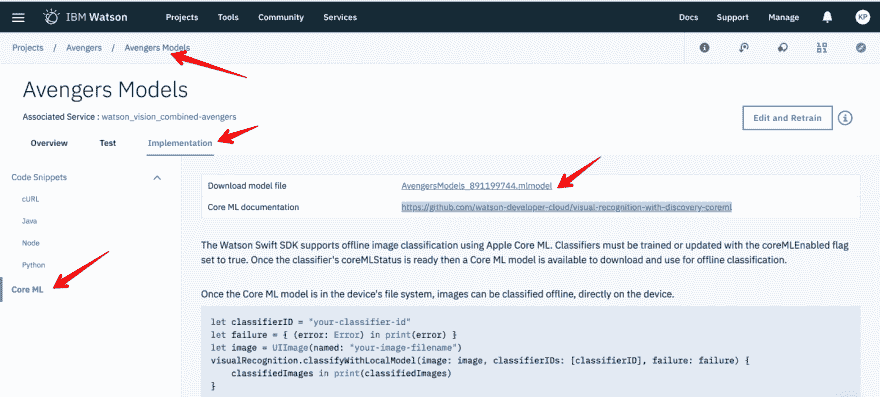 IBM Watson Projects Tools Community Services Docs Support Manage KP
Projects / Avengers / Avengers Models
Avengers Models
Associated Service : watson_vision_combined-avengers
Edit and Retrain
Overview Test Implementation
Code Snippets
cURL
Java
Node
Python
Core ML
Download model file AvengersModels_891199744.mlmodel
Core ML documentation https://github.com/watson-developer-cloud/visual-recognition-with-discovery-coreml
The Watson Swift SDK supports offline image classification using Apple Core ML. Classifiers must be trained or updated with the coreMLEnabled flag
set to true. Once the classifier's coreMLStatus is ready then a Core ML model is available to download and use for offline classification.
Once the Core ML model is in the device's file system, images can be classified offline, directly on the device.
let classifierID = "your-classifier-id"
let failure = { (error: Error) in print(error) }
let image = UIImage(named: "your-image-filename")
visualRecognition.classifyWithLocalModel(image: image, classifierIDs: [classifierID], failure: failure) {
classifiedImages in print(classifiedImages)
}